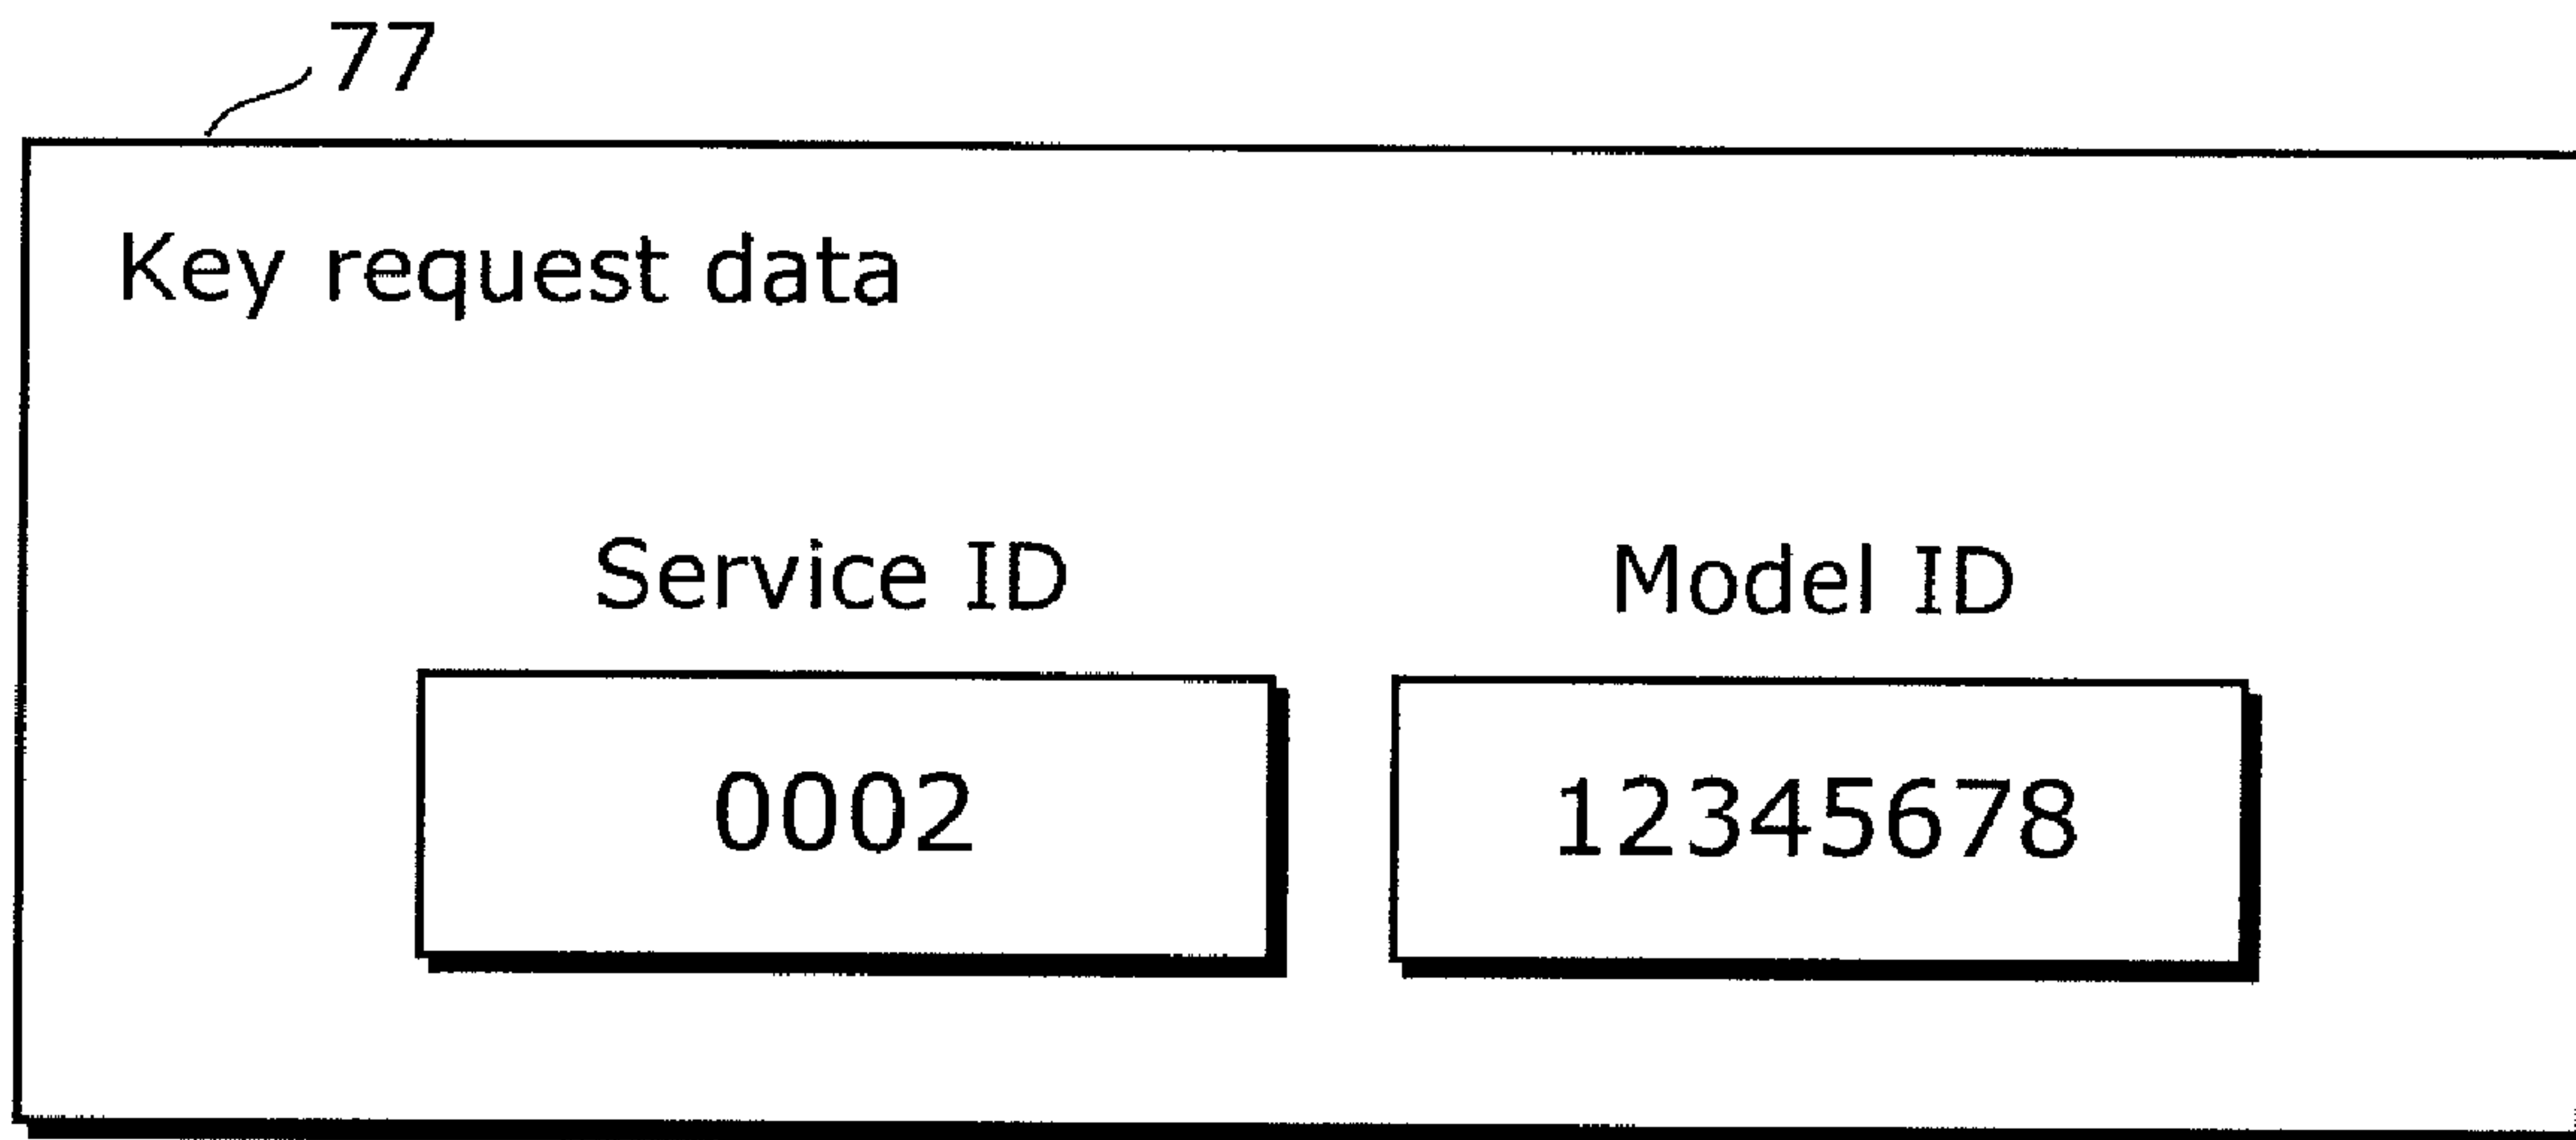 77
Key request data
Service ID Model ID
0002 12345678